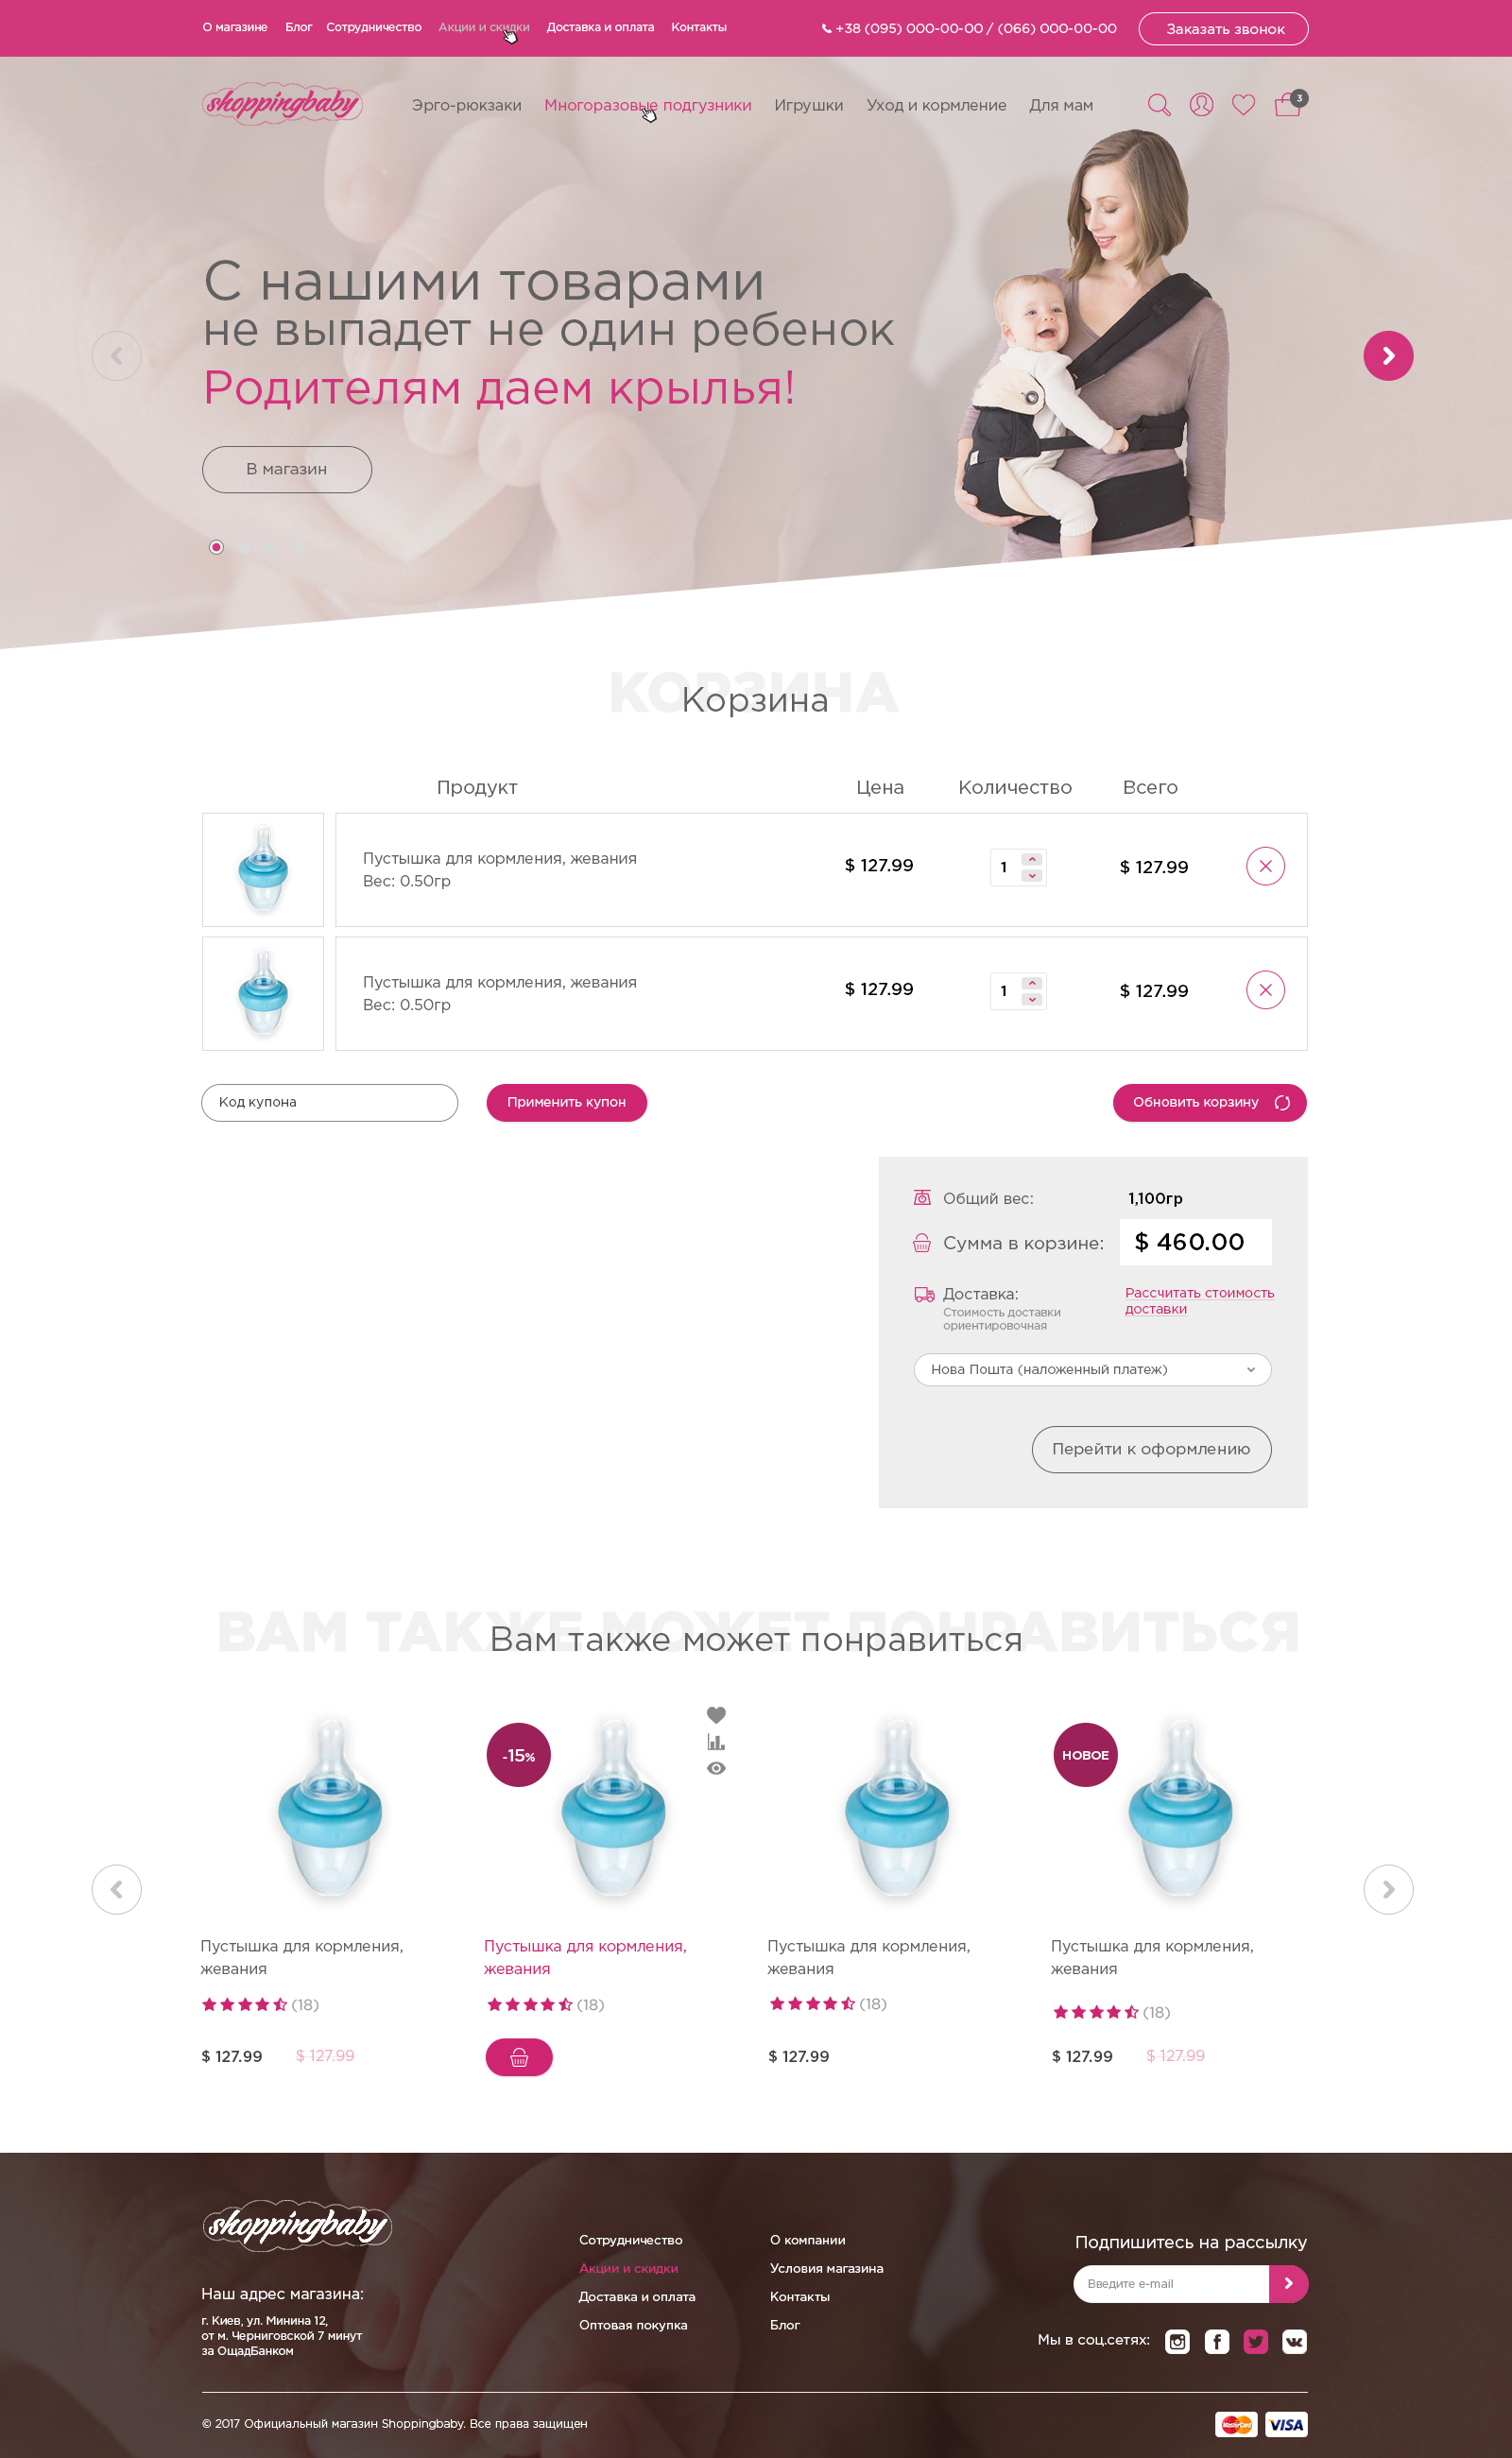 О магазине Блог Сотрудничество Акции и скидки Доставка и оплата Контакты +38 (095) 000-00-00 / (066) 000-00-00 Заказать звонок
shoppingbaby Эрго-рюкзаки Многоразовые подгузники Игрушки Уход и кормление Для мам 3
С нашими товарами
не выпадет не один ребенок
Родителям даем крылья!
В магазин
КОРЗИНА
Корзина
Продукт Цена Количество Всего
Пустышка для кормления, жевания
Вес: 0.50гр
$ 127.99 1 $ 127.99
Пустышка для кормления, жевания
Вес: 0.50гр
$ 127.99 1 $ 127.99
Код купона Применить купон Обновить корзину
Общий вес: 1,100гр
Сумма в корзине: $ 460.00
Доставка:
Стоимость доставки
ориентировочная
Рассчитать стоимость
доставки
Нова Пошта (наложенный платеж)
Перейти к оформлению
ВАМ ТАКЖЕ МОЖЕТ ПОНРАВИТЬСЯ
Вам также может понравиться
-15%
НОВОЕ
Пустышка для кормления,
жевания
(18)
$ 127.99 $ 127.99
Пустышка для кормления,
жевания
(18)
Пустышка для кормления,
жевания
(18)
$ 127.99
Пустышка для кормления,
жевания
(18)
$ 127.99 $ 127.99
shoppingbaby
Наш адрес магазина:
г. Киев, ул. Минина 12,
от м. Черниговской 7 минут
за ОщадБанком
Сотрудничество
Акции и скидки
Доставка и оплата
Оптовая покупка
О компании
Условия магазина
Контакты
Блог
Подпишитесь на рассылку
Введите e-mail
Мы в соц.сетях:
© 2017 Официальный магазин Shoppingbaby. Все права защищен
MasterCard VISA